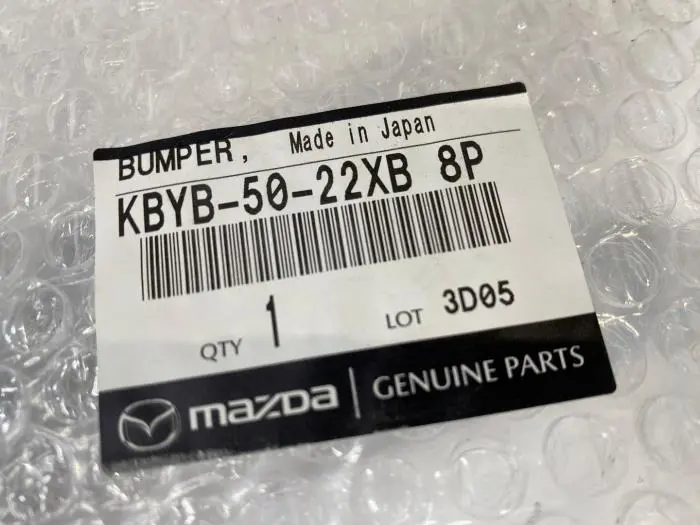 BUMPER, Made in Japan
KBYB-50-22XB 8P
QTY 1 LOT 3D05
mazda | GENUINE PARTS